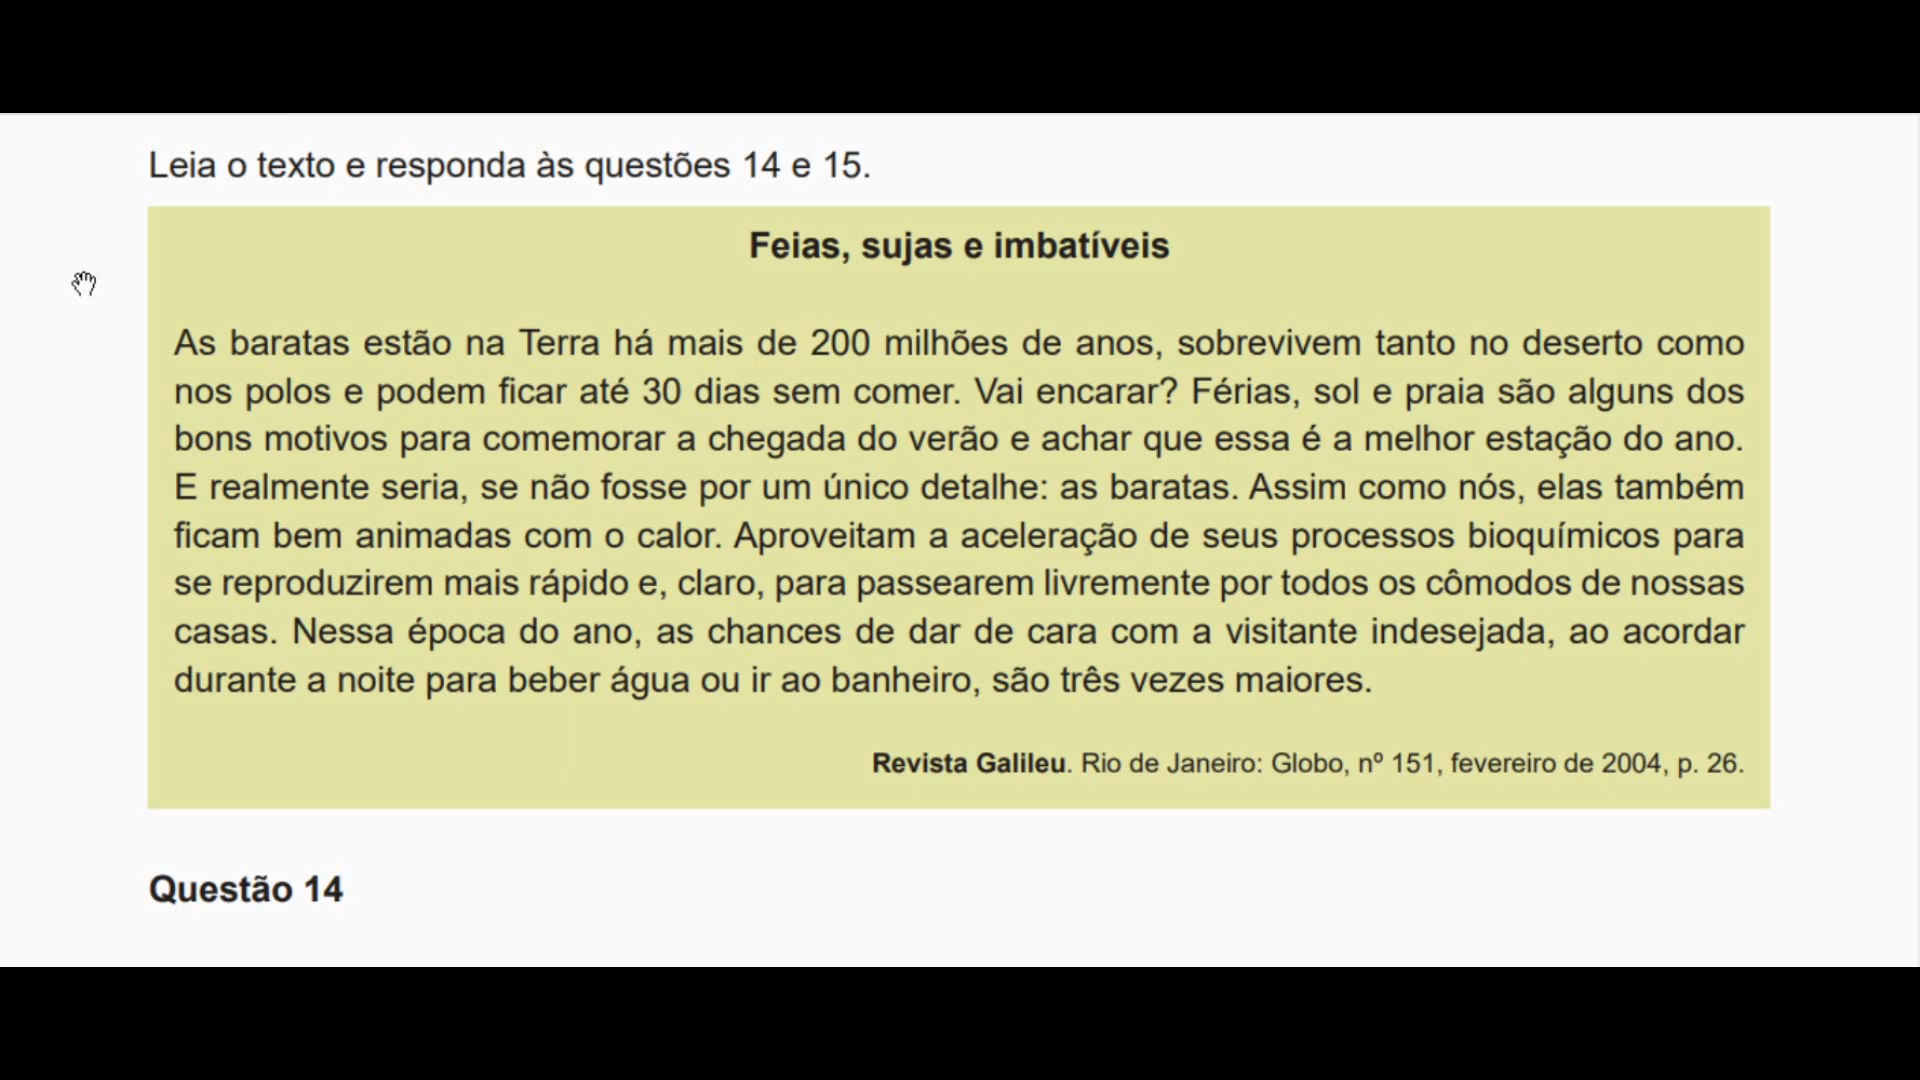 Leia o texto e responda às questões 14 e 15.
Feias, sujas e imbatíveis
As baratas estão na Terra há mais de 200 milhões de anos, sobrevivem tanto no deserto como
nos polos e podem ficar até 30 dias sem comer. Vai encarar? Férias, sol e praia são alguns dos
bons motivos para comemorar a chegada do verão e achar que essa é a melhor estação do ano.
E realmente seria, se não fosse por um único detalhe: as baratas. Assim como nós, elas também
ficam bem animadas com o calor. Aproveitam a aceleração de seus processos bioquímicos para
se reproduzirem mais rápido e, claro, para passearem livremente por todos os cômodos de nossas
casas. Nessa época do ano, as chances de dar de cara com a visitante indesejada, ao acordar
durante a noite para beber água ou ir ao banheiro, são três vezes maiores.
Revista Galileu. Rio de Janeiro: Globo, nº 151, fevereiro de 2004, p. 26.
Questão 14